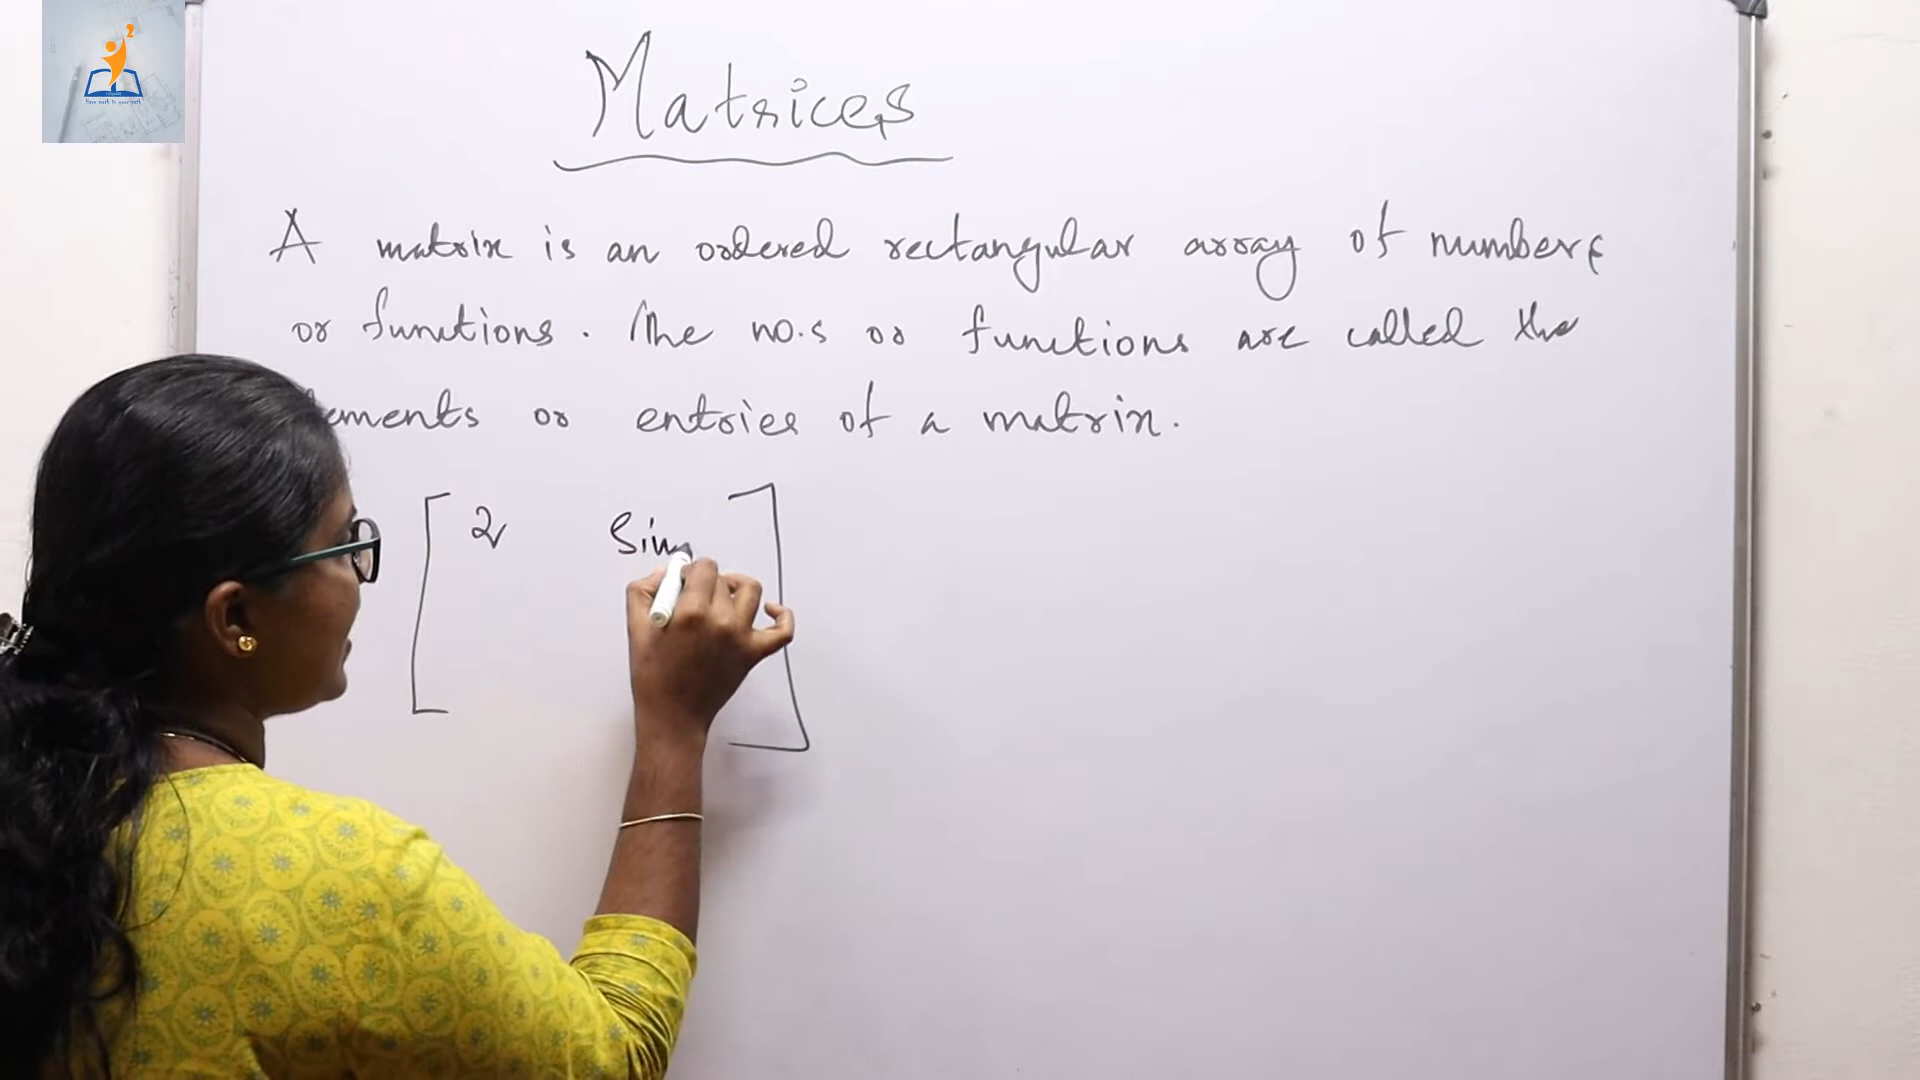 2
Matrices
A matrix is an ordered rectangular array of numbers
or functions. The no.s or functions are called the
ements or entries of a matrix.
2 Sin